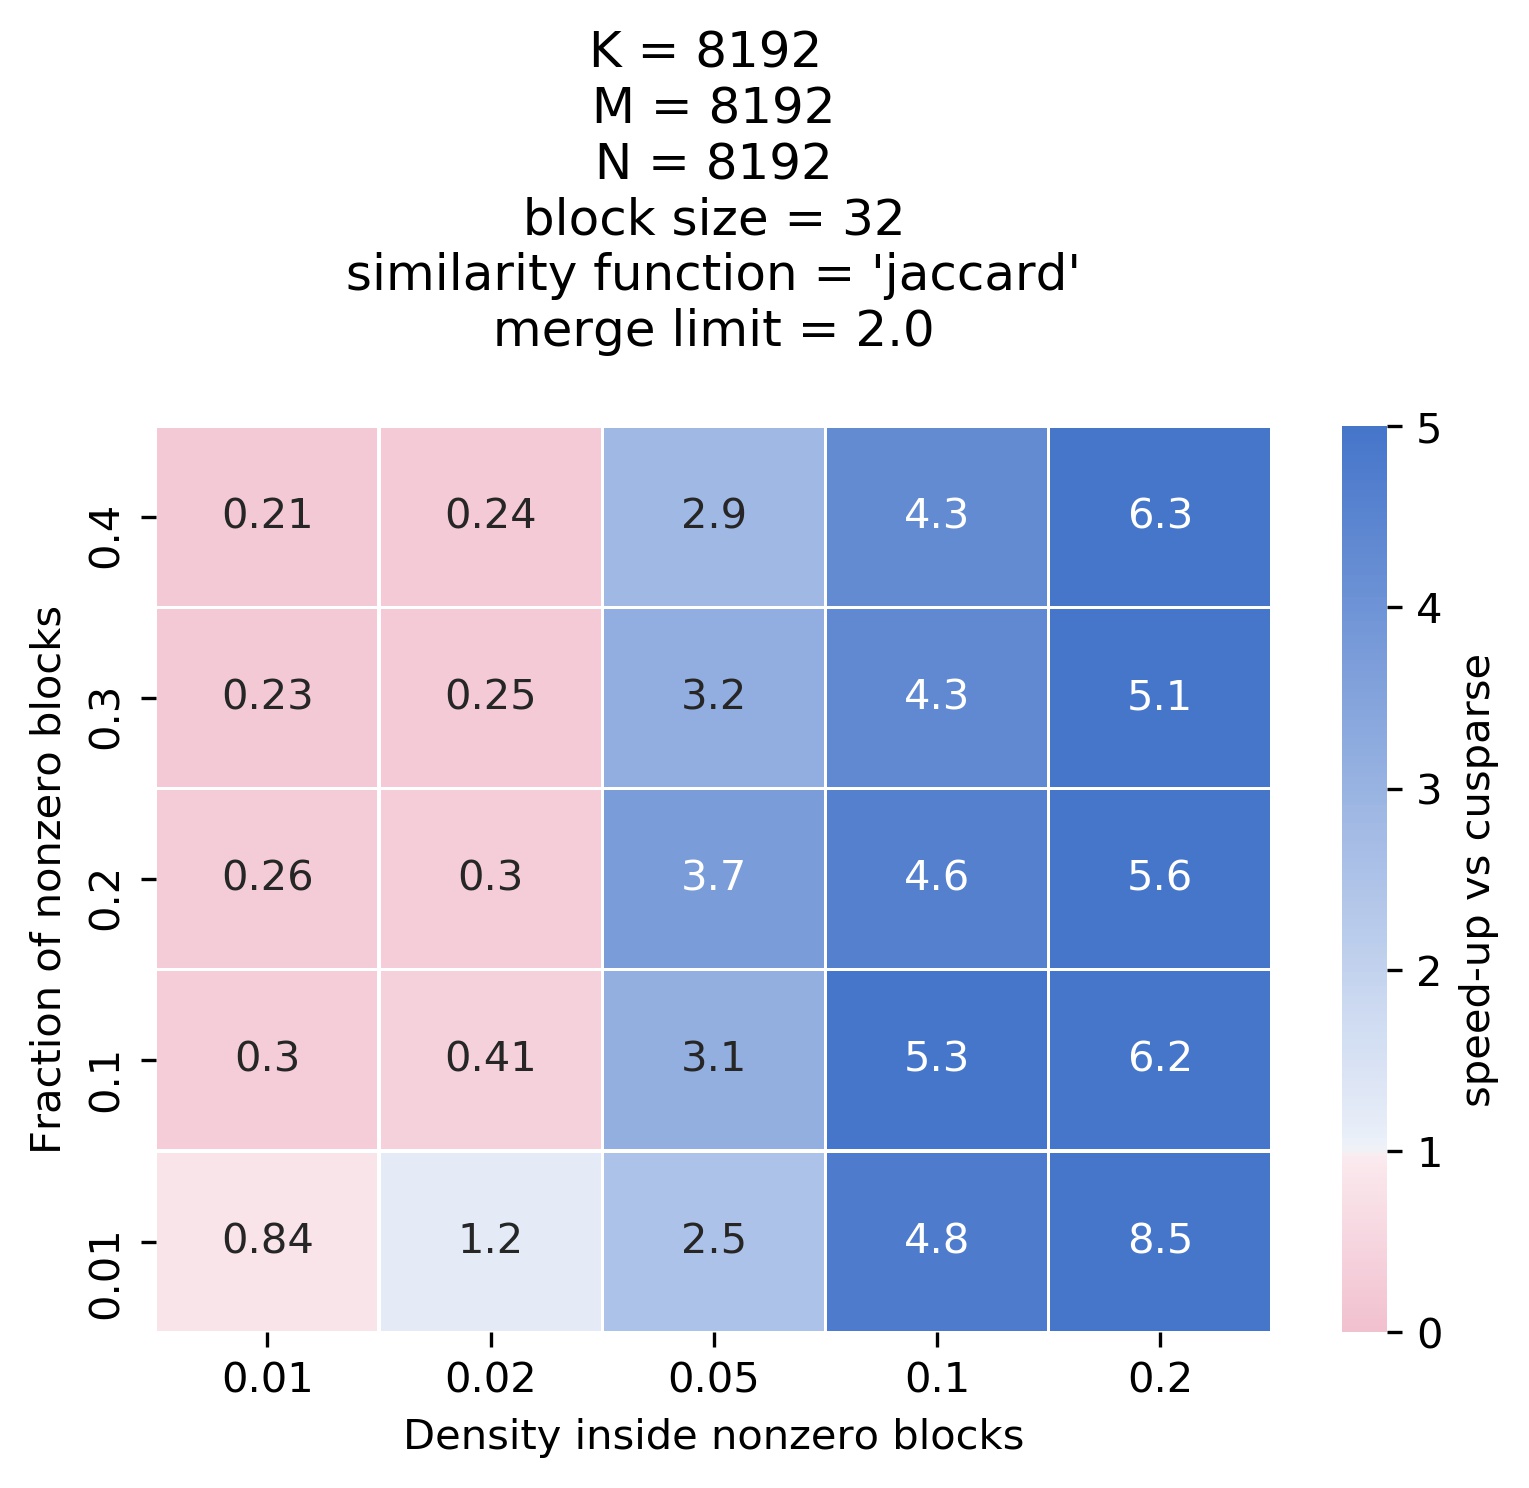 K = 8192
M = 8192
N = 8192
block size = 32
similarity function = 'jaccard'
merge limit = 2.0
Fraction of nonzero blocks
0.4 0.21 0.24 2.9 4.3 6.3
0.3 0.23 0.25 3.2 4.3 5.1
0.2 0.26 0.3 3.7 4.6 5.6
0.1 0.3 0.41 3.1 5.3 6.2
0.01 0.84 1.2 2.5 4.8 8.5
0.01 0.02 0.05 0.1 0.2
Density inside nonzero blocks
5
4
3
2
1
0
speed-up vs cusparse